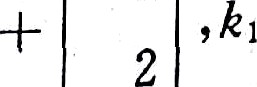 + | 2 | , k₁